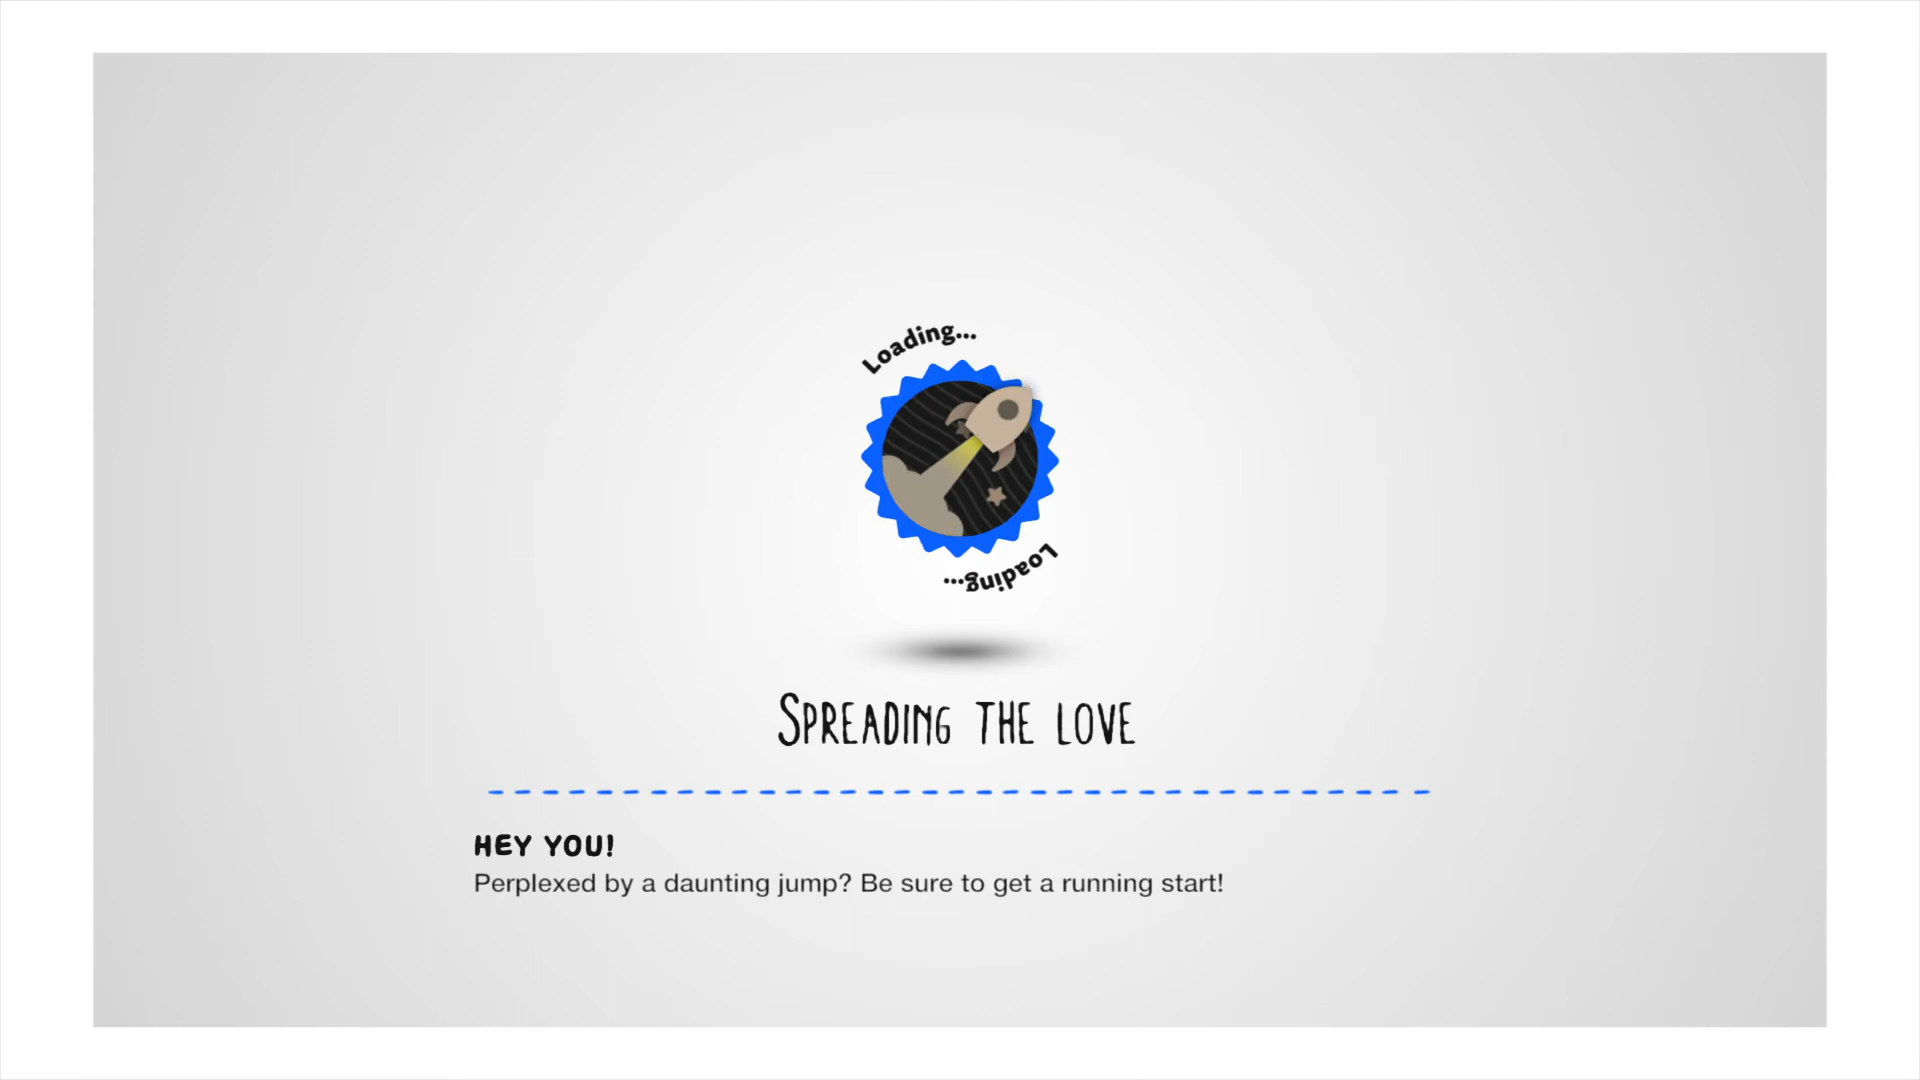 Loading...
Loading...
SPREADING THE LOVE
HEY YOU!
Perplexed by a daunting jump? Be sure to get a running start!